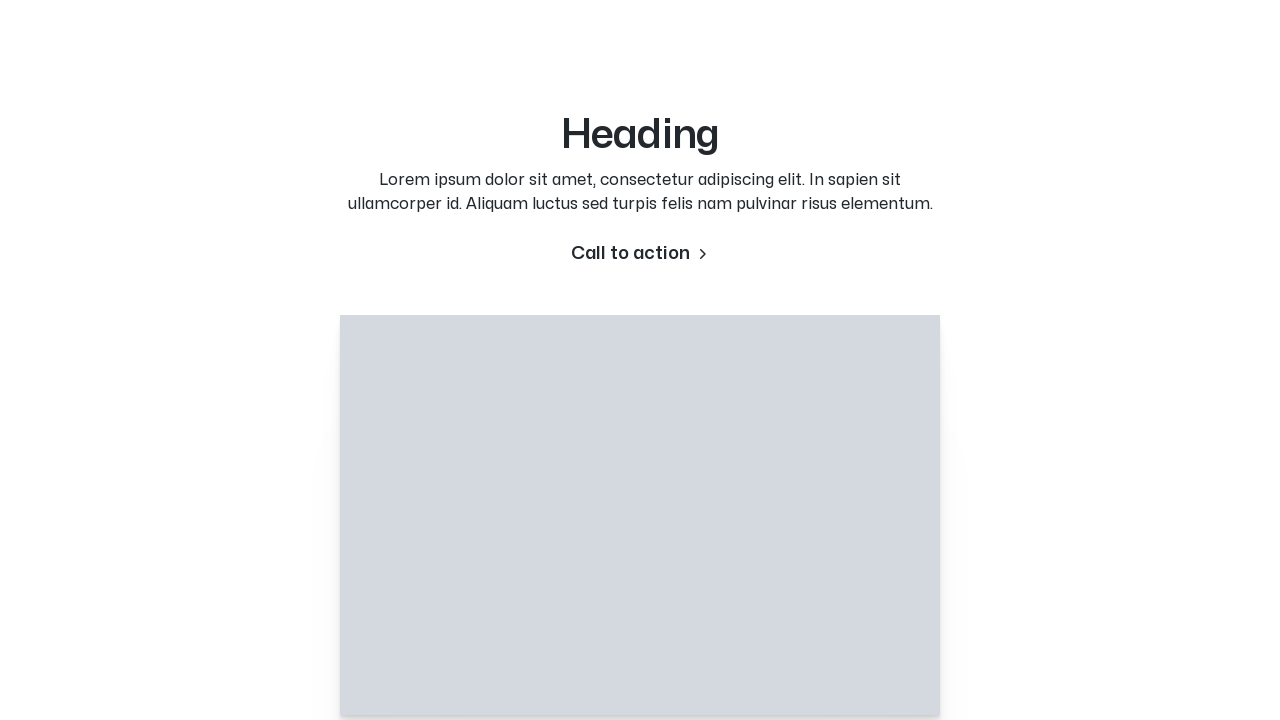 Heading
Lorem ipsum dolor sit amet, consectetur adipiscing elit. In sapien sit
ullamcorper id. Aliquam luctus sed turpis felis nam pulvinar risus elementum.
Call to action